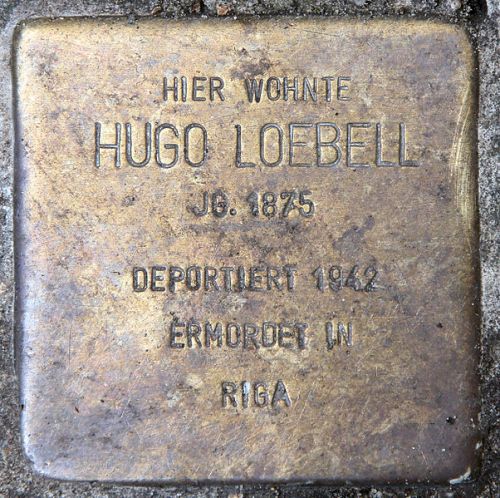 HIER WOHNTE
HUGO LOEBELL
JG. 1875
DEPORTIERT 1942
ERMORDET IN
RIGA